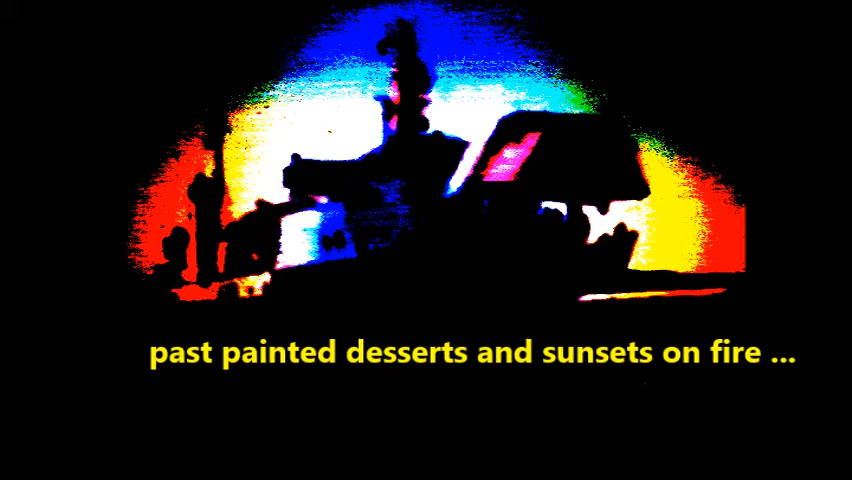 past painted desserts and sunsets on fire ...